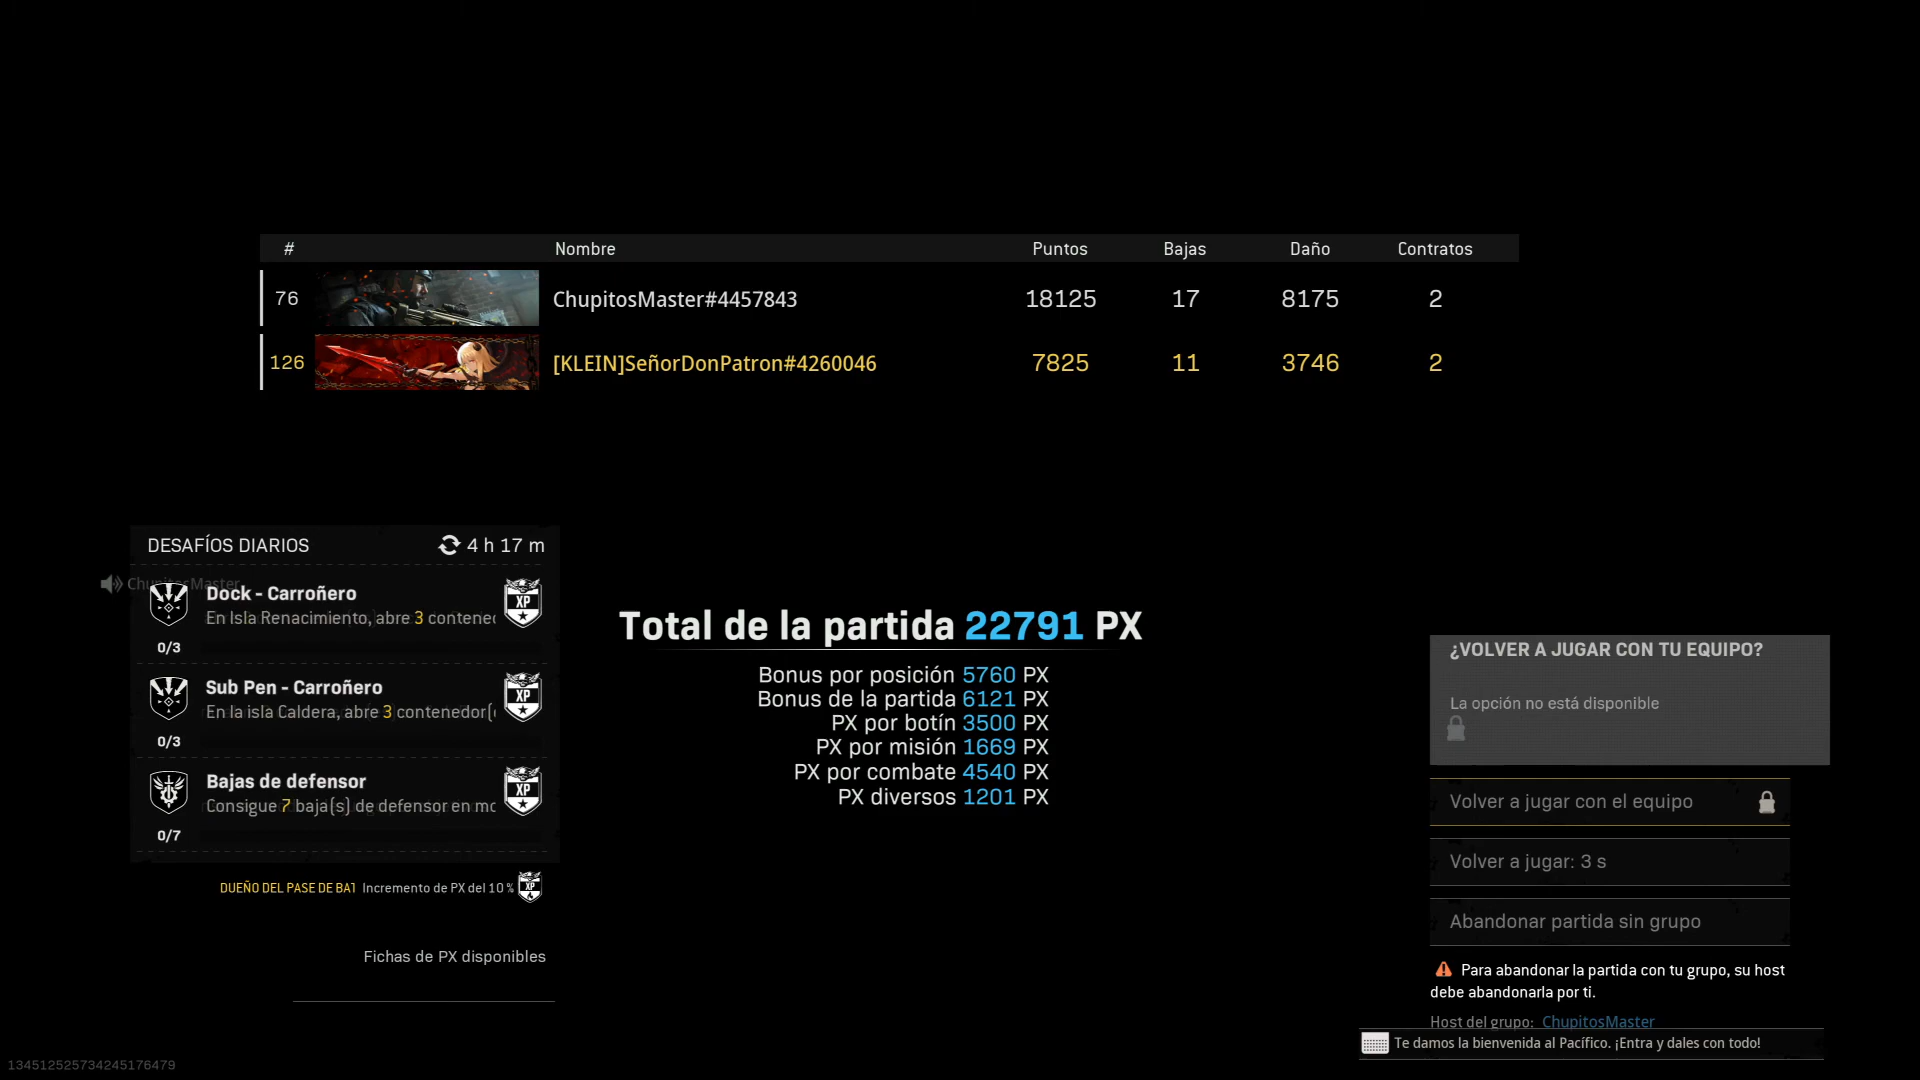 # Nombre Puntos Bajas Daño Contratos
76 ChupitosMaster#4457843 18125 17 8175 2
126 [KLEIN]SeñorDonPatron#4260046 7825 11 3746 2
DESAFÍOS DIARIOS 4 h 17 m
ChupitosMaster
Dock - Carroñero
En Isla Renacimiento, abre 3 contene
XP
0/3
Sub Pen - Carroñero
En la isla Caldera, abre 3 contenedor(
XP
0/3
Bajas de defensor
Consigue 7 baja(s) de defensor en mo
XP
0/7
DUEÑO DEL PASE DE BAT Incremento de PX del 10 % XP
Fichas de PX disponibles
Total de la partida 22791 PX
Bonus por posición 5760 PX
Bonus de la partida 6121 PX
PX por botín 3500 PX
PX por misión 1669 PX
PX por combate 4540 PX
PX diversos 1201 PX
¿VOLVER A JUGAR CON TU EQUIPO?
La opción no está disponible
Volver a jugar con el equipo
Volver a jugar: 3 s
Abandonar partida sin grupo
Para abandonar la partida con tu grupo, su host
debe abandonarla por ti.
Host del grupo: ChupitosMaster
Te damos la bienvenida al Pacífico. ¡Entra y dales con todo!
134512525734245176479